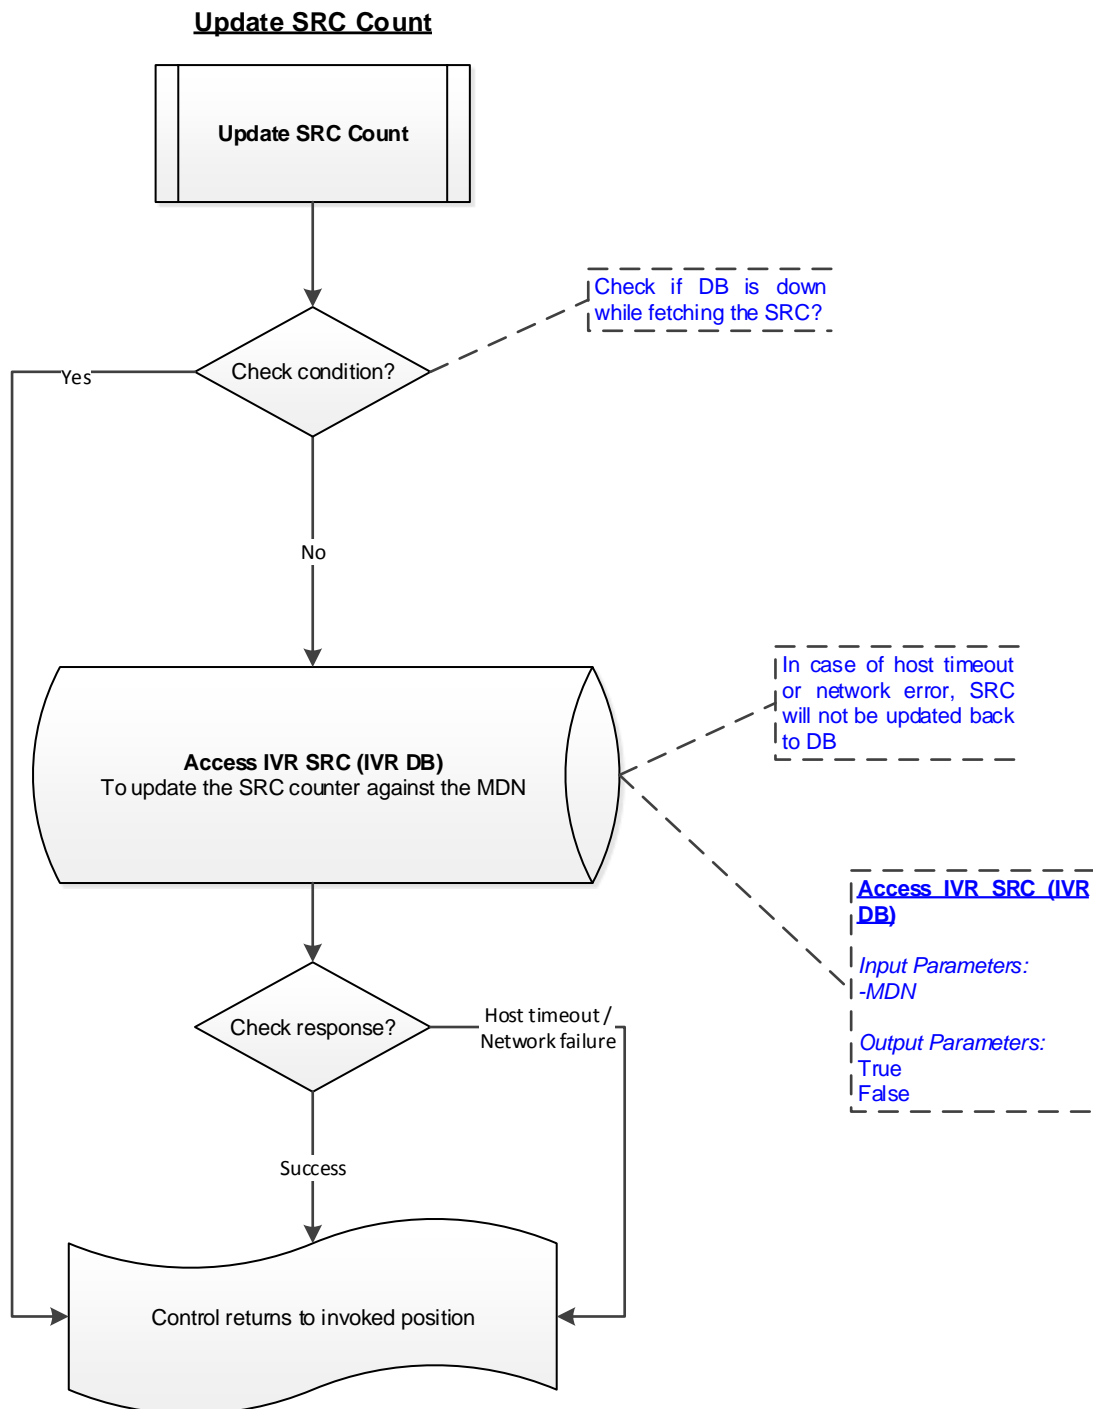 Update SRC Count
Update SRC Count
Check if DB is down
while fetching the SRC?
Check condition?
Yes
No
In case of host timeout
or network error, SRC
will not be updated back
to DB
Access IVR SRC (IVR DB)
To update the SRC counter against the MDN
Access IVR SRC (IVR
DB)
Input Parameters:
-MDN
Output Parameters:
True
False
Check response?
Host timeout /
Network failure
Success
Control returns to invoked position